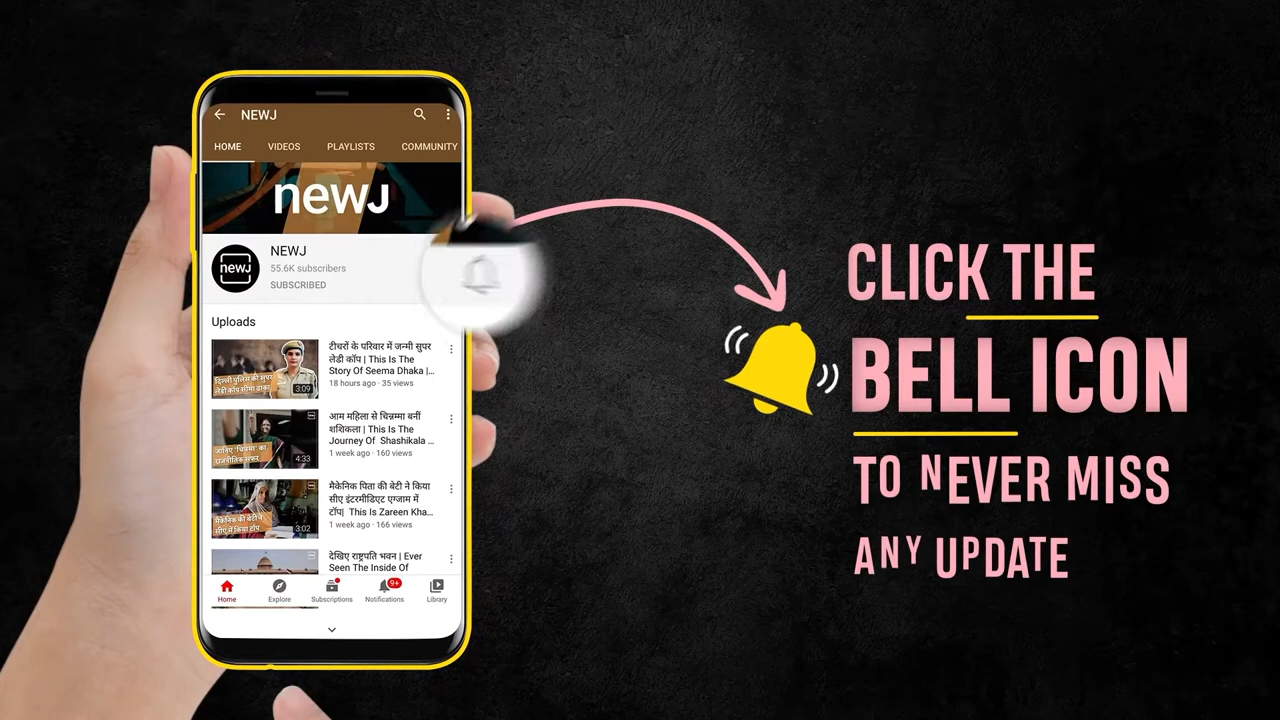 NEWJ
HOME VIDEOS PLAYLISTS COMMUNITY
newJ
newJ
NEWJ
55.6K subscribers
SUBSCRIBED
Uploads
दिल्ली पुलिस की सुपर
लेडी कॉप सीमा ढाका
3:09
टीचरों के परिवार में जन्मी सुपर
लेडी कॉप | This Is The
Story Of Seema Dhaka |...
18 hours ago · 35 views
जानिए 'चिन्नम्मा' का
राजनीतिक सफर
4:33
आम महिला से चिन्नम्मा बनीं
शशिकला | This Is The
Journey Of Shashikala ...
1 week ago · 160 views
मैकेनिक की बेटी ने
सीए में किया टॉप
3:02
मैकेनिक पिता की बेटी ने किया
सीए इंटरमीडिएट एग्जाम में
टॉप| This Is Zareen Kha...
1 week ago · 166 views
देखिए राष्ट्रपति भवन | Ever
Seen The Inside Of
9+
Home Explore Subscriptions Notifications Library
CLICK THE
BELL ICON
TO NEVER MISS
ANY UPDATE